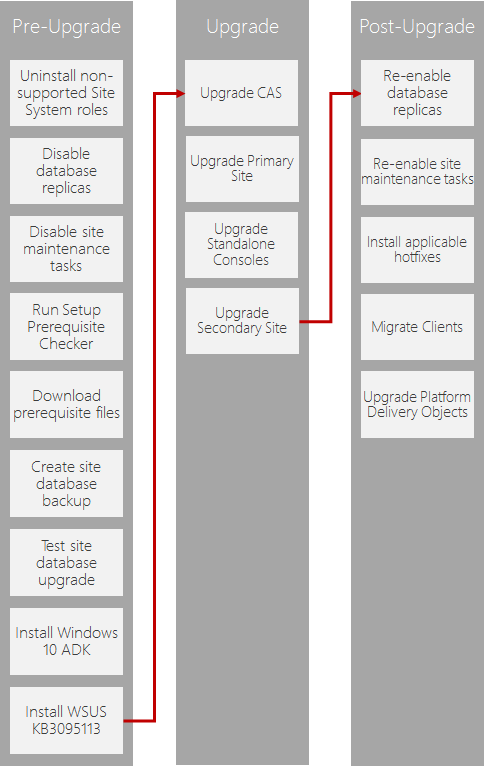 Pre-Upgrade
Uninstall non-
supported Site
System roles
Disable
database
replicas
Disable site
maintenance
tasks
Run Setup
Prerequisite
Checker
Download
prerequisite files
Create site
database
backup
Test site
database
upgrade
Install Windows
10 ADK
Install WSUS
KB3095113
Upgrade
Upgrade CAS
Upgrade Primary
Site
Upgrade
Standalone
Consoles
Upgrade
Secondary Site
Post-Upgrade
Re-enable
database
replicas
Re-enable site
maintenance tasks
Install applicable
hotfixes
Migrate Clients
Upgrade Platform
Delivery Objects